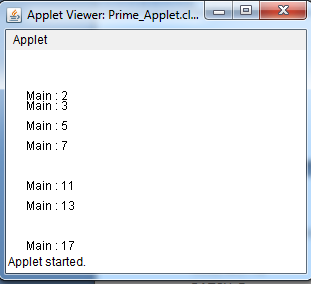 Applet Viewer: Prime_Applet.cl...
Applet
Main : 2
Main : 3
Main : 5
Main : 7
Main : 11
Main : 13
Main : 17
Applet started.